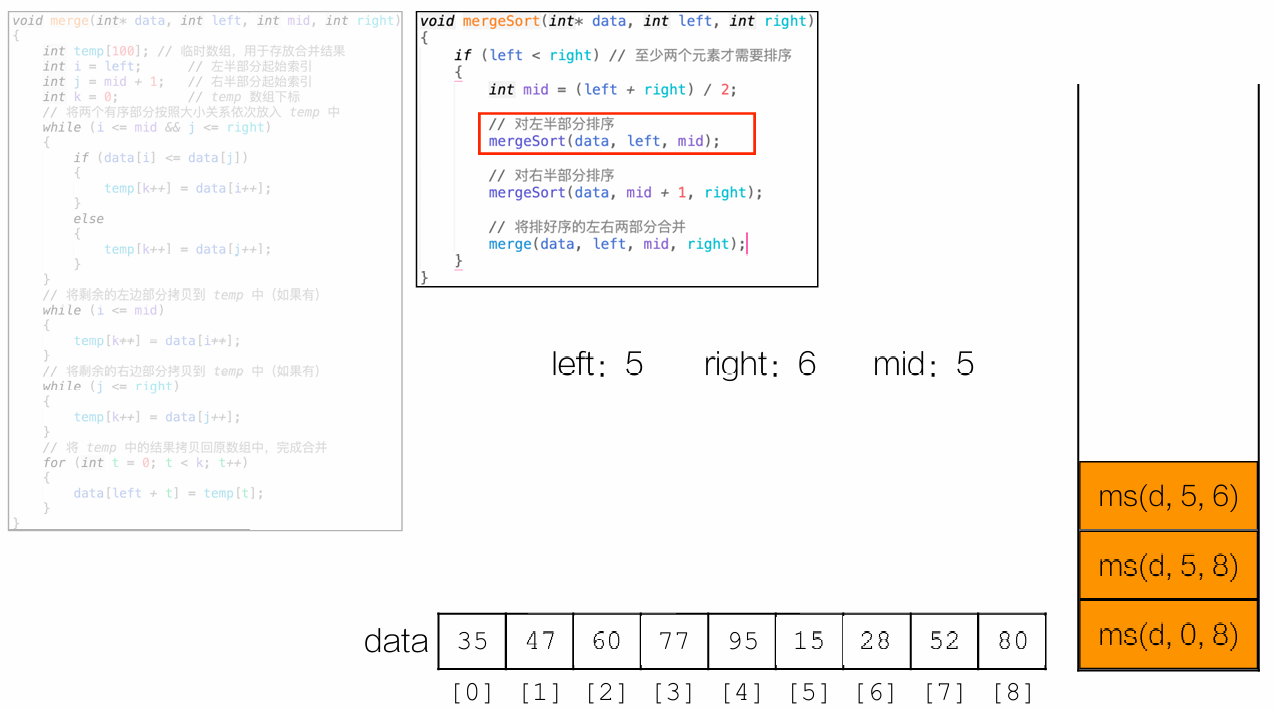 void merge(int* data, int left, int mid, int right)
{
    int temp[100]; // 临时数组，用于存放合并结果
    int i = left;      // 左半部分起始索引
    int j = mid + 1;   // 右半部分起始索引
    int k = 0;         // temp 数组下标
    // 将两个有序部分按照大小关系依次放入 temp 中
    while (i <= mid && j <= right)
    {
        if (data[i] <= data[j])
        {
            temp[k++] = data[i++];
        }
        else
        {
            temp[k++] = data[j++];
        }
    }
    // 将剩余的左边部分拷贝到 temp 中（如果有）
    while (i <= mid)
    {
        temp[k++] = data[i++];
    }
    // 将剩余的右边部分拷贝到 temp 中（如果有）
    while (j <= right)
    {
        temp[k++] = data[j++];
    }
    // 将 temp 中的结果拷贝回原数组中，完成合并
    for (int t = 0; t < k; t++)
    {
        data[left + t] = temp[t];
    }
}
void mergeSort(int* data, int left, int right)
{
    if (left < right) // 至少两个元素才需要排序
    {
        int mid = (left + right) / 2;
        // 对左半部分排序
        mergeSort(data, left, mid);
        // 对右半部分排序
        mergeSort(data, mid + 1, right);
        // 将排好序的左右两部分合并
        merge(data, left, mid, right);
    }
}
left: 5 right: 6 mid: 5
ms(d, 5, 6)
ms(d, 5, 8)
ms(d, 0, 8)
data 35 47 60 77 95 15 28 52 80
[0] [1] [2] [3] [4] [5] [6] [7] [8]